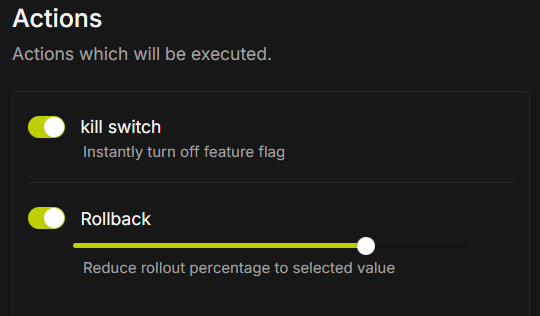 Actions
Actions which will be executed.
kill switch
Instantly turn off feature flag
Rollback
Reduce rollout percentage to selected value